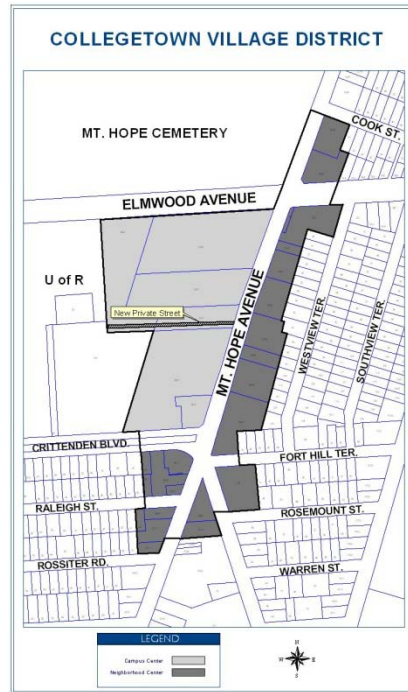 COLLEGETOWN VILLAGE DISTRICT
MT. HOPE CEMETERY
COOK ST.
ELMWOOD AVENUE
U of R
New Private Street
MT. HOPE AVENUE
WESTVIEW TER.
SOUTHVIEW TER.
CRITTENDEN BLVD.
FORT HILL TER.
RALEIGH ST.
ROSEMOUNT ST.
ROSSITER RD.
WARREN ST.
LEGEND
Campus Center
Neighborhood Center
N
W
E
S